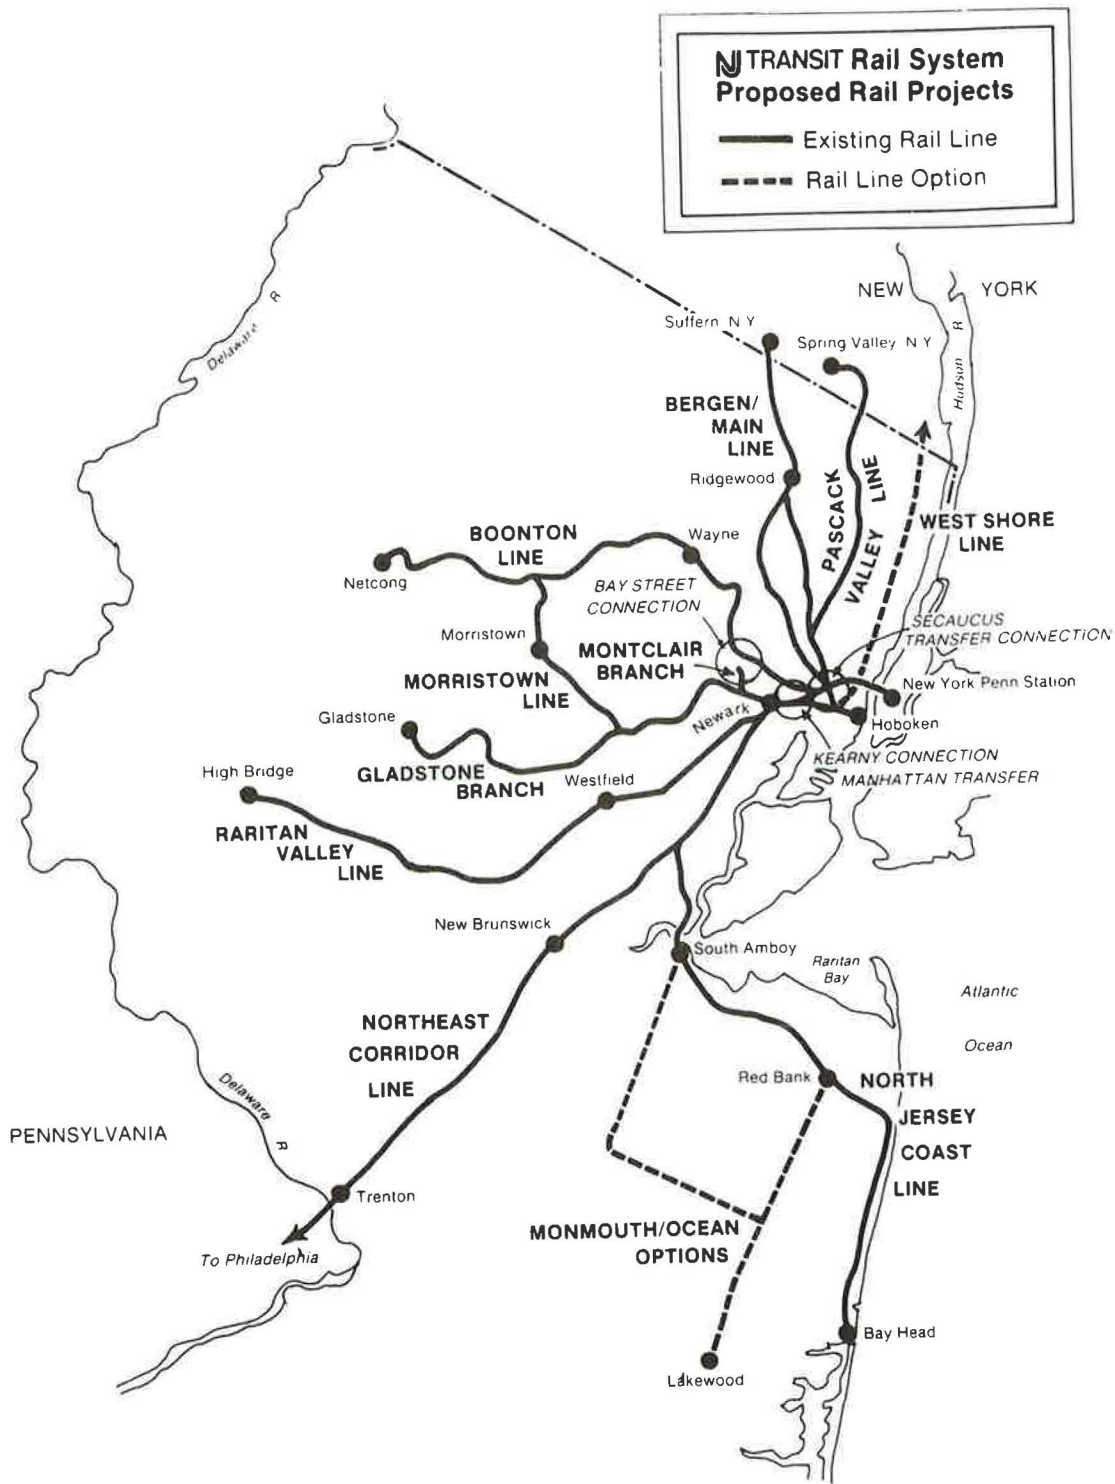 NJ TRANSIT Rail System
Proposed Rail Projects
Existing Rail Line
Rail Line Option
NEW YORK
Hudson R
Delaware R
Suffern N Y
Spring Valley N Y
BERGEN/
MAIN
LINE
Ridgewood
PASCACK
VALLEY LINE
WEST SHORE
LINE
BOONTON
LINE
Wayne
Netcong
BAY STREET
CONNECTION
SECAUCUS
TRANSFER CONNECTION
Morristown
MONTCLAIR
BRANCH
MORRISTOWN
LINE
New York Penn Station
Newark
Hoboken
Gladstone
KEARNY CONNECTION
MANHATTAN TRANSFER
High Bridge
GLADSTONE
BRANCH
Westfield
RARITAN
VALLEY
LINE
New Brunswick
South Amboy
Raritan
Bay
Atlantic
Ocean
NORTHEAST
CORRIDOR
LINE
Red Bank
NORTH
JERSEY
COAST
LINE
Delaware R
PENNSYLVANIA
Trenton
To Philadelphia
MONMOUTH/OCEAN
OPTIONS
Bay Head
Lakewood